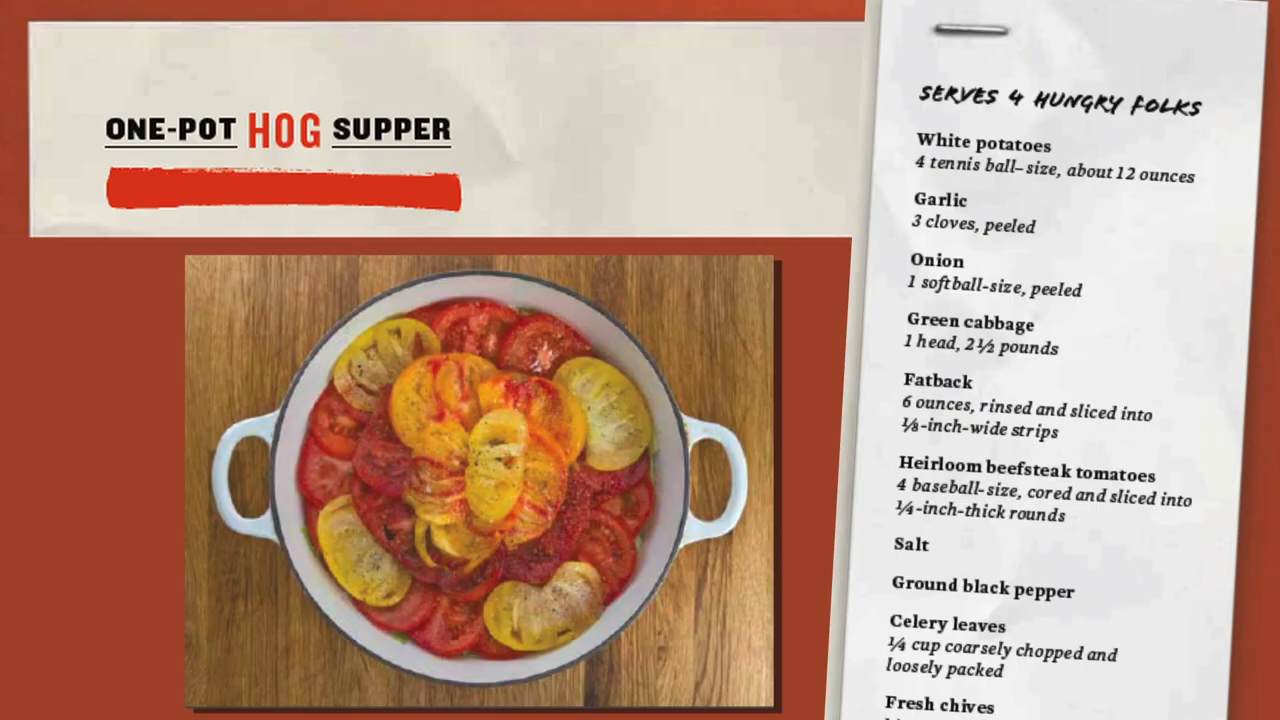 ONE-POT HOG SUPPER
SERVES 4 HUNGRY FOLKS
White potatoes
4 tennis ball–size, about 12 ounces
Garlic
3 cloves, peeled
Onion
1 softball-size, peeled
Green cabbage
1 head, 2½ pounds
Fatback
6 ounces, rinsed and sliced into
⅛-inch-wide strips
Heirloom beefsteak tomatoes
4 baseball-size, cored and sliced into
¼-inch-thick rounds
Salt
Ground black pepper
Celery leaves
¼ cup coarsely chopped and
loosely packed
Fresh chives